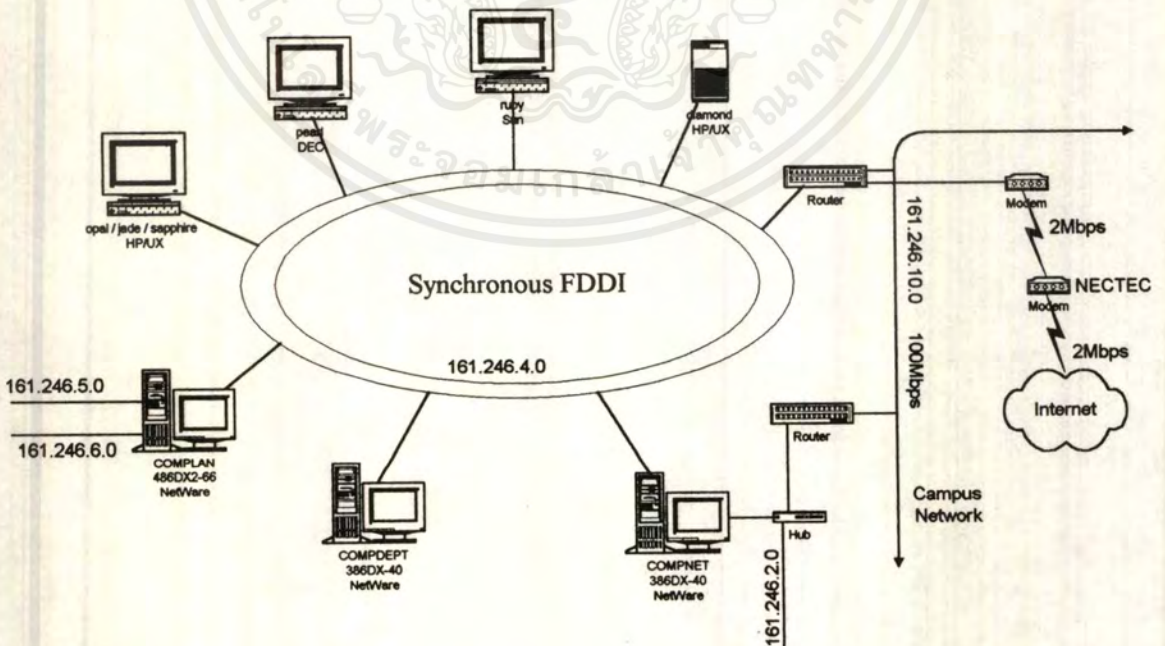 ruby
Sun
pearl
DEC
diamond
HP/UX
opal / jade / sapphire
HP/UX
Router
Modem
2Mbps
NECTEC
Modem
2Mbps
Internet
161.246.10.0 100Mbps
Synchronous FDDI
161.246.4.0
161.246.5.0
161.246.6.0
COMPLAN
486DX2-66
NetWare
COMPDEPT
386DX-40
NetWare
COMPNET
386DX-40
NetWare
Router
Hub
161.246.2.0
Campus
Network